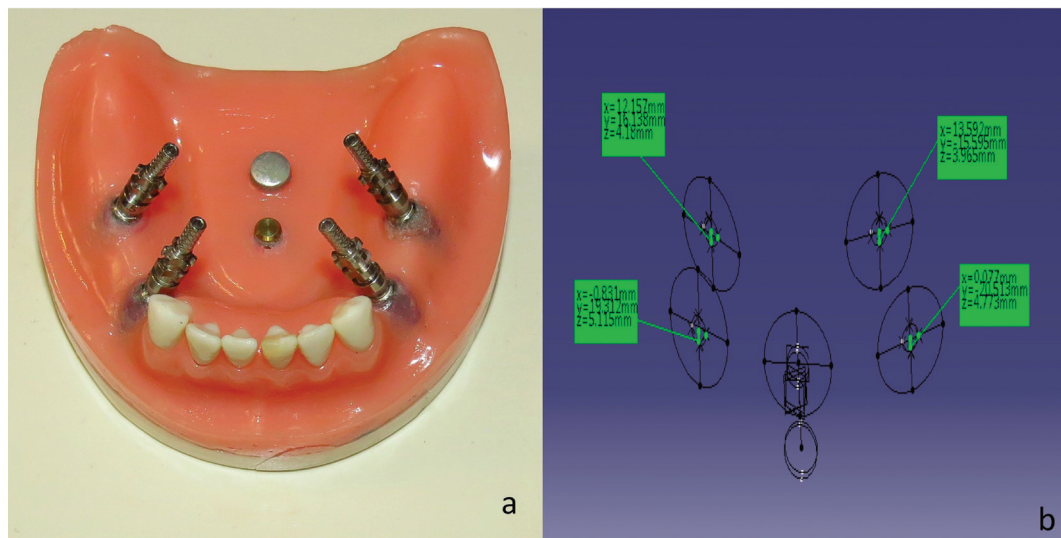 x=12.157mm
y=16.138mm
z=4.18mm
x=13.592mm
y=-15.595mm
z=3.965mm
x=-0.831mm
y=19.312mm
z=5.115mm
x=0.077mm
y=-20.513mm
z=4.773mm
a
b